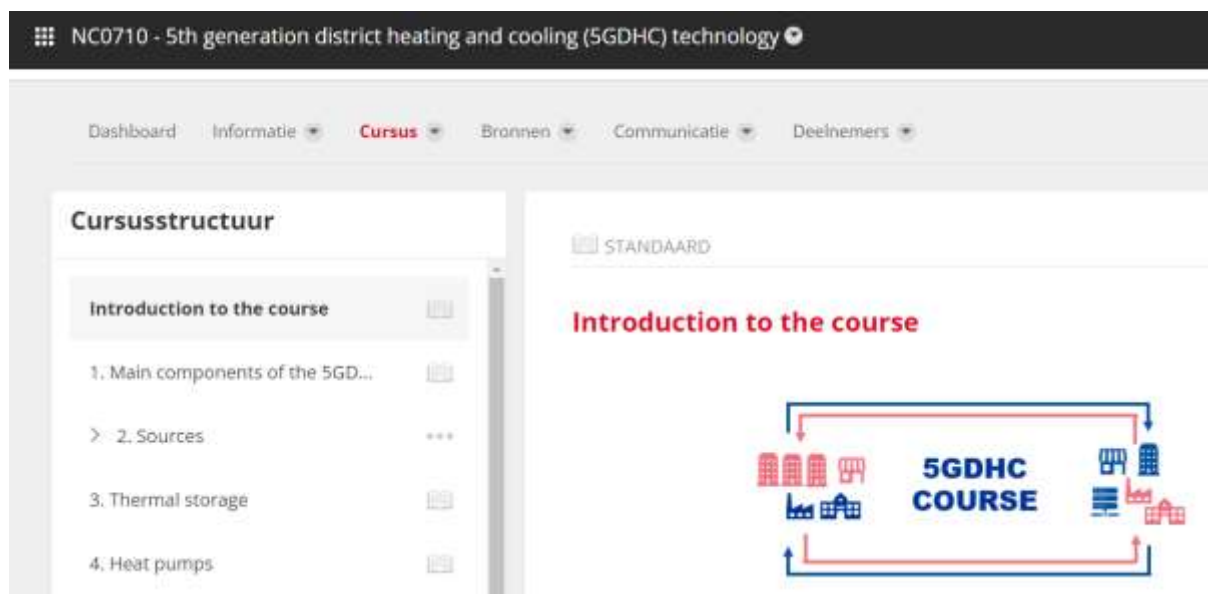 NC0710 - 5th generation district heating and cooling (5GDHC) technology
Dashboard Informatie Cursus Bronnen Communicatie Deelnemers
Cursusstructuur
STANDAARD
Introduction to the course
Introduction to the course
1. Main components of the 5GD...
> 2. Sources
3. Thermal storage
4. Heat pumps
5GDHC
COURSE